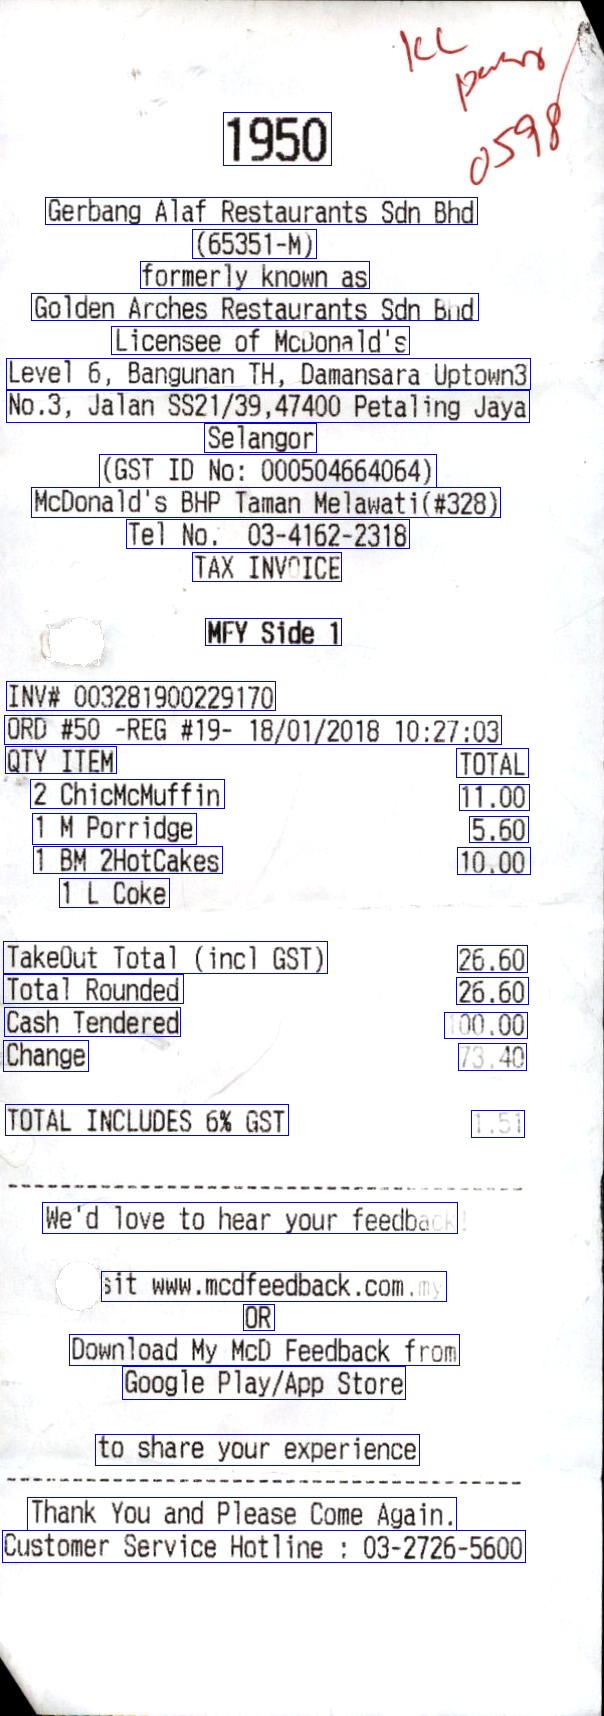 KL
0598
1950
Gerbang Alaf Restaurants Sdn Bhd
(65351-M)
formerly known as
Golden Arches Restaurants Sdn Bhd
Licensee of McDonald's
Level 6, Bangunan TH, Damansara Uptown3
No.3, Jalan SS21/39,47400 Petaling Jaya
Selangor
(GST ID No: 000504664064)
McDonald's BHP Taman Melawati(#328)
Tel No. 03-4162-2318
TAX INVOICE
MFY Side 1
INV# 003281900229170
ORD #50 -REG #19- 18/01/2018 10:27:03
QTY ITEM TOTAL
2 ChicMcMuffin 11.00
1 M Porridge 5.60
1 BM 2HotCakes 10.00
1 L Coke
TakeOut Total (incl GST) 26.60
Total Rounded 26.60
Cash Tendered 100.00
Change 73.40
TOTAL INCLUDES 6% GST 1.51
We'd love to hear your feedback!
sit www.mcdfeedback.com.my
OR
Download My McD Feedback from
Google Play/App Store
to share your experience
Thank You and Please Come Again.
Customer Service Hotline : 03-2726-5600